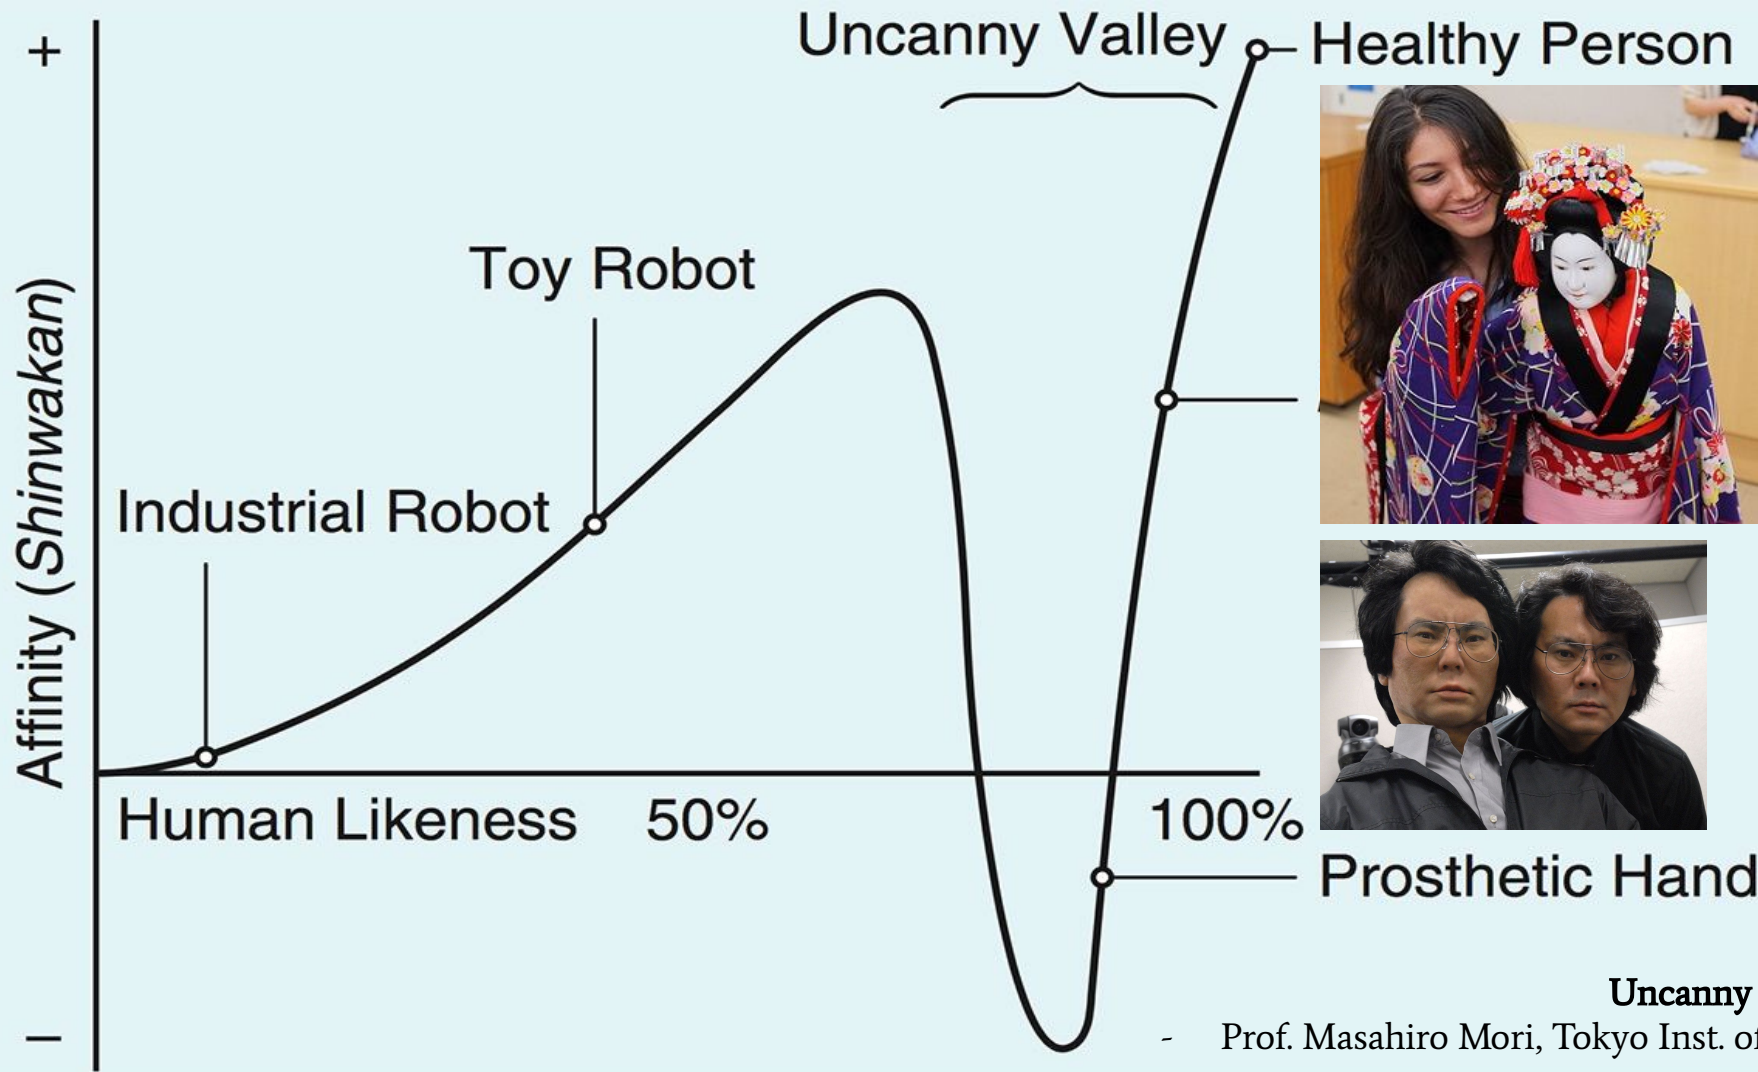 +
Uncanny Valley
Healthy Person
Toy Robot
Industrial Robot
Affinity (Shinwakan)
Human Likeness 50% 100%
Prosthetic Hand
–
Uncanny
- Prof. Masahiro Mori, Tokyo Inst. of